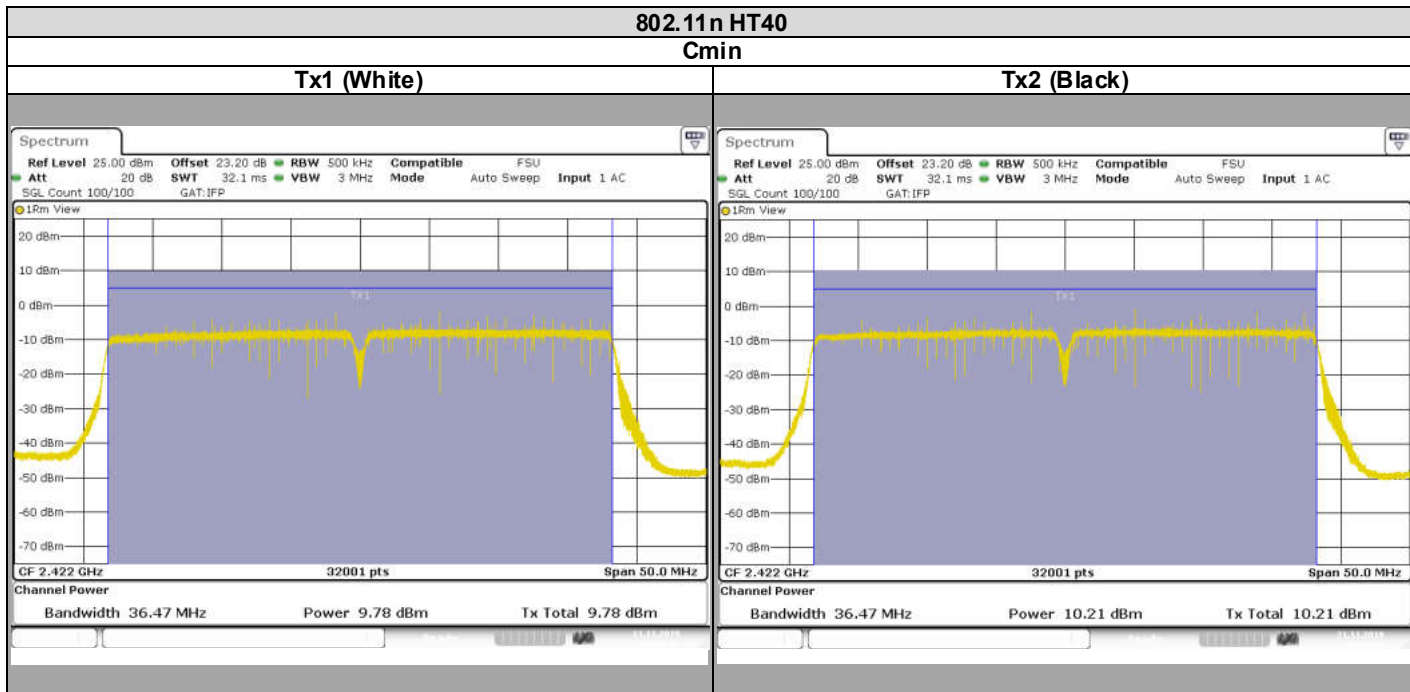 802.11n HT40
Cmin
Tx1 (White)
Tx2 (Black)
Spectrum
Ref Level 25.00 dBm Offset 23.20 dB RBW 500 kHz Compatible FSU
Att 20 dB SWT 32.1 ms VBW 3 MHz Mode Auto Sweep Input 1 AC
SGL Count 100/100 GAT:IFP
1Rm View
20 dBm
10 dBm
TX1
0 dBm
-10 dBm
-20 dBm
-30 dBm
-40 dBm
-50 dBm
-60 dBm
-70 dBm
CF 2.422 GHz 32001 pts Span 50.0 MHz
Channel Power
Bandwidth 36.47 MHz Power 9.78 dBm Tx Total 9.78 dBm
Spectrum
Ref Level 25.00 dBm Offset 23.20 dB RBW 500 kHz Compatible FSU
Att 20 dB SWT 32.1 ms VBW 3 MHz Mode Auto Sweep Input 1 AC
SGL Count 100/100 GAT:IFP
1Rm View
20 dBm
10 dBm
TX1
0 dBm
-10 dBm
-20 dBm
-30 dBm
-40 dBm
-50 dBm
-60 dBm
-70 dBm
CF 2.422 GHz 32001 pts Span 50.0 MHz
Channel Power
Bandwidth 36.47 MHz Power 10.21 dBm Tx Total 10.21 dBm